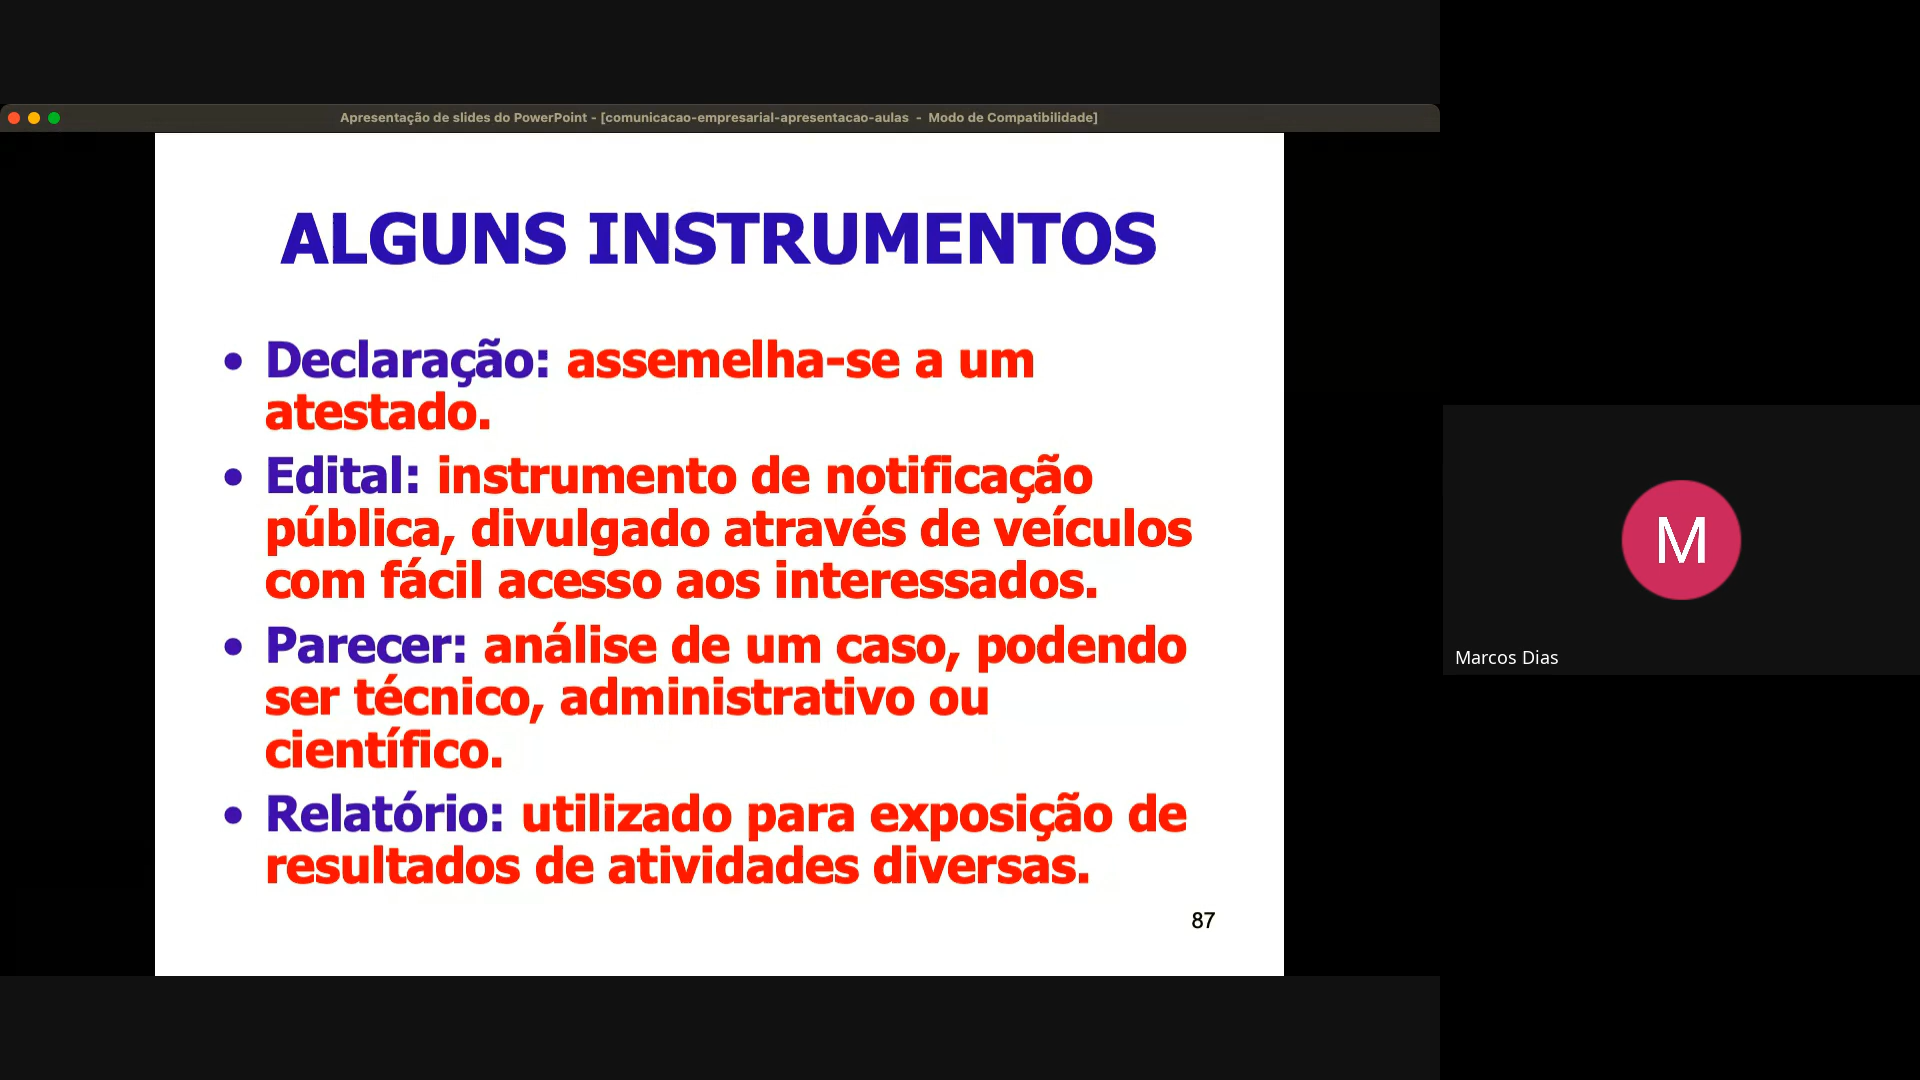 Apresentação de slides do PowerPoint - [comunicacao-empresarial-apresentacao-aulas - Modo de Compatibilidade]
ALGUNS INSTRUMENTOS
• Declaração: assemelha-se a um
atestado.
• Edital: instrumento de notificação
pública, divulgado através de veículos
com fácil acesso aos interessados.
• Parecer: análise de um caso, podendo
ser técnico, administrativo ou
científico.
• Relatório: utilizado para exposição de
resultados de atividades diversas.
87
M
Marcos Dias